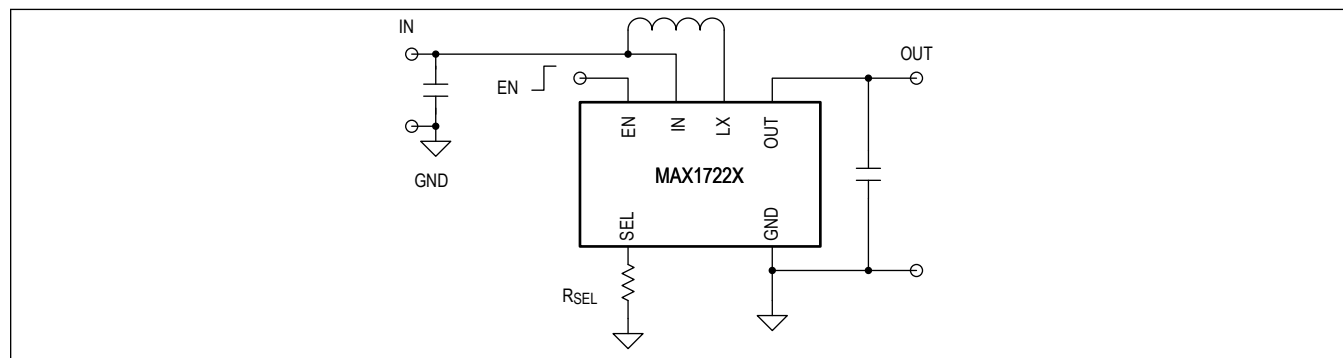 IN
OUT
EN
EN
IN
LX
OUT
MAX1722X
GND
SEL
GND
RSEL